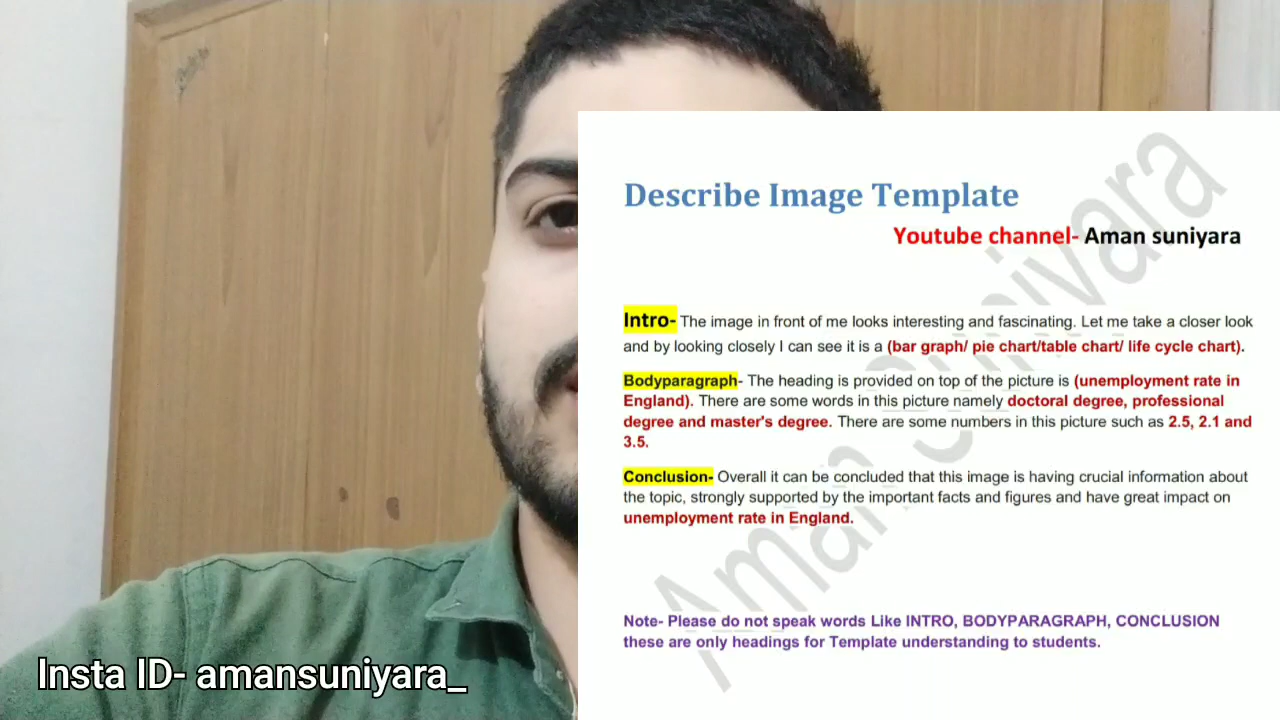 Describe Image Template
Youtube channel- Aman suniyara
Intro- The image in front of me looks interesting and fascinating. Let me take a closer look
and by looking closely I can see it is a (bar graph/ pie chart/table chart/ life cycle chart).
Bodyparagraph- The heading is provided on top of the picture is (unemployment rate in
England). There are some words in this picture namely doctoral degree, professional
degree and master's degree. There are some numbers in this picture such as 2.5, 2.1 and
3.5.
Conclusion- Overall it can be concluded that this image is having crucial information about
the topic, strongly supported by the important facts and figures and have great impact on
unemployment rate in England.
Note- Please do not speak words Like INTRO, BODYPARAGRAPH, CONCLUSION
these are only headings for Template understanding to students.
Aman Suniyara
Insta ID- amansuniyara_